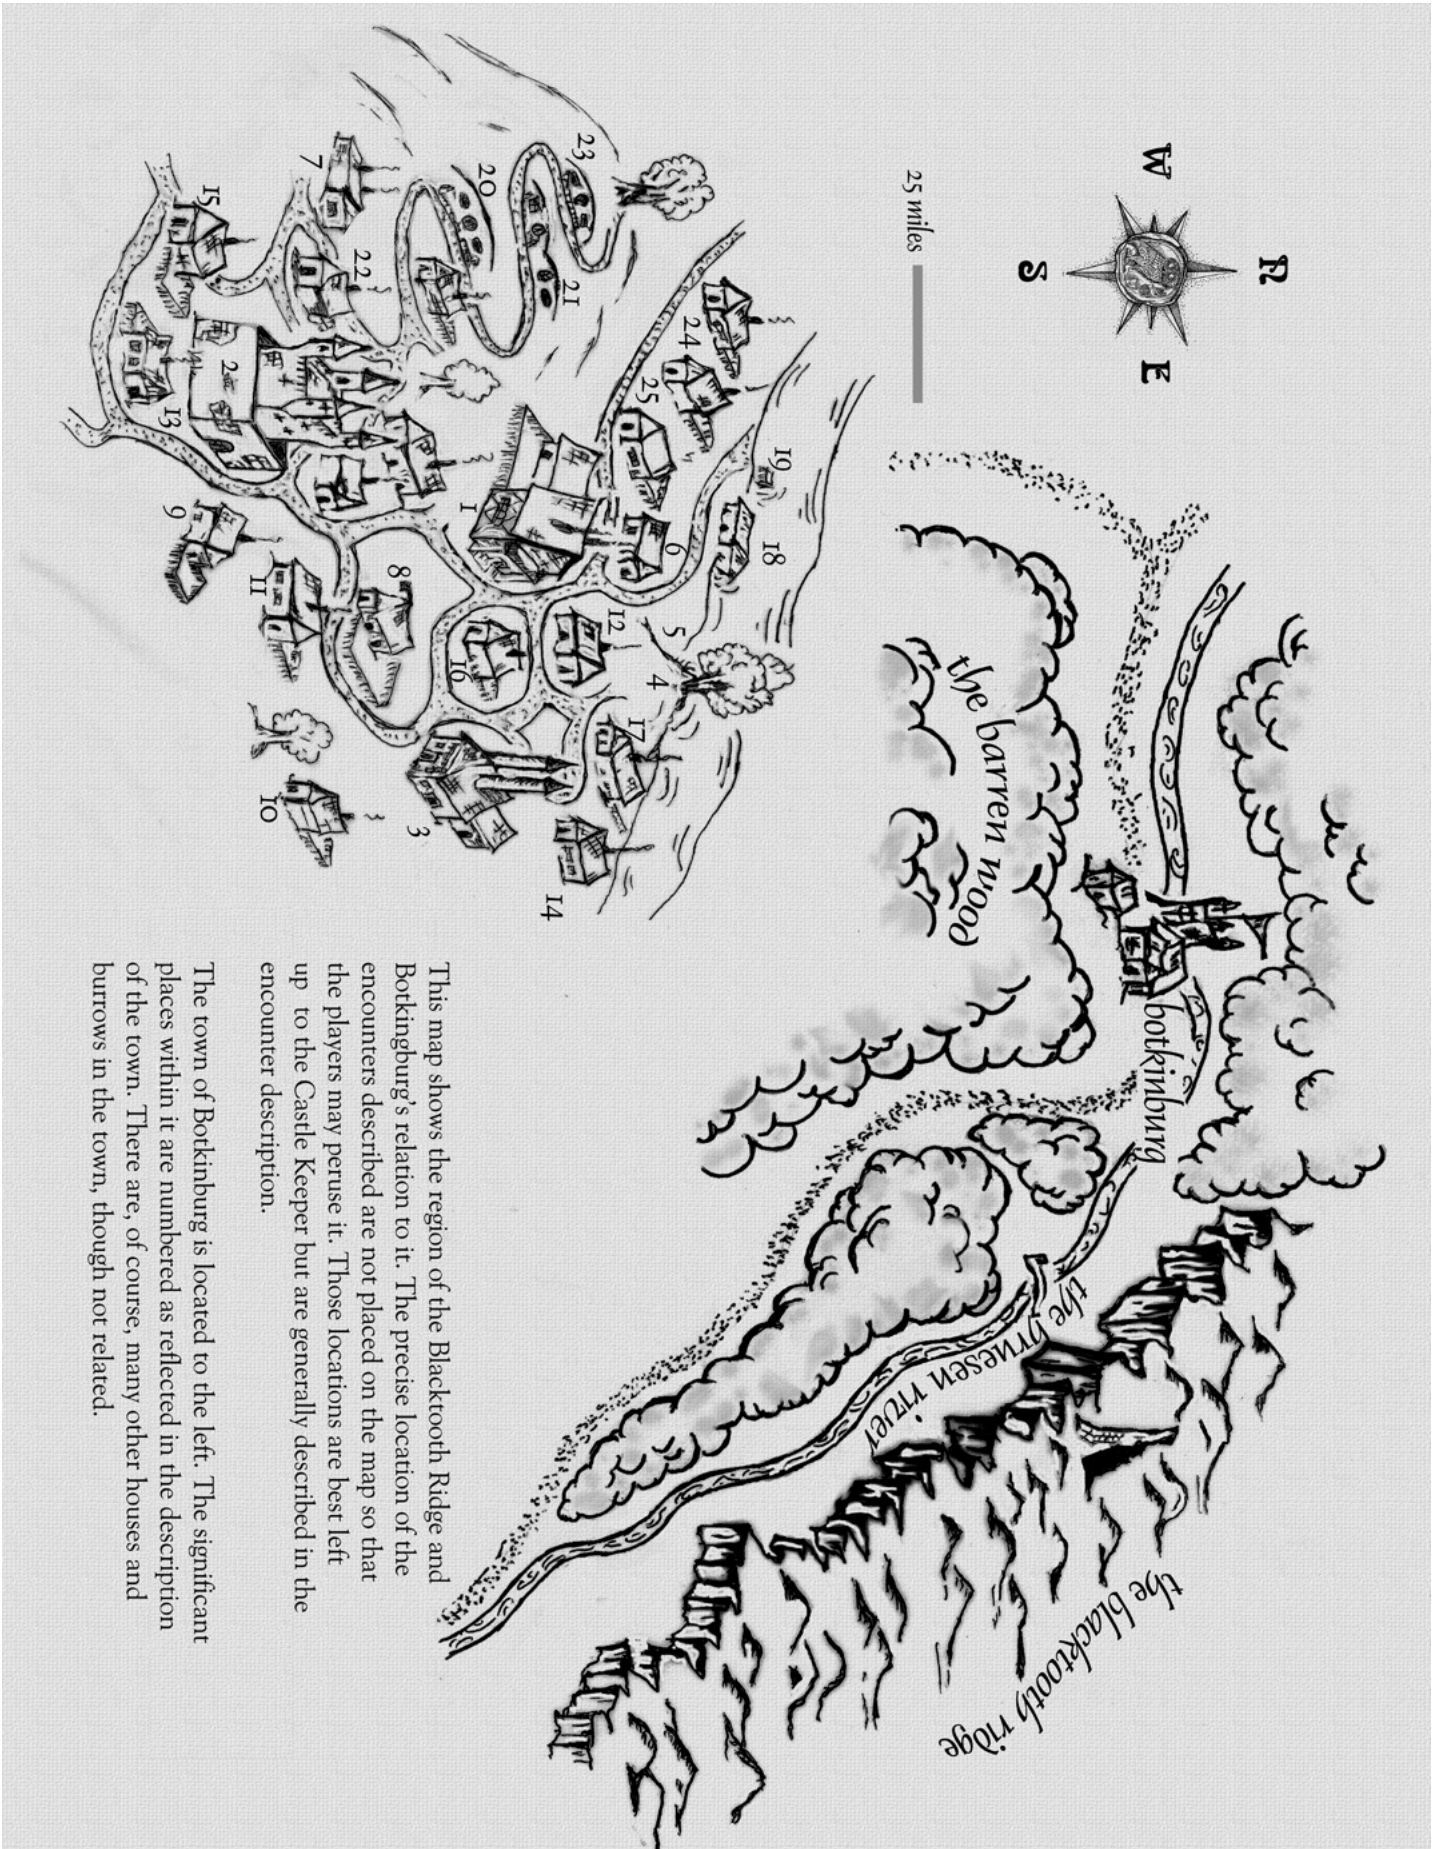 N
W
E
S
the blacktooth ridge
botkinburg
the bruesen river
the barren wood
25 miles
19
18
24
25
6
5
4
12
17
23
21
20
14
1
16
3
8
22
7
10
11
15
2
13
9
This map shows the region of the Blacktooth Ridge and
Botkingburg's relation to it. The precise location of the
encounters described are not placed on the map so that
the players may peruse it. Those locations are best left
up to the Castle Keeper but are generally described in the
encounter description.
The town of Botkinburg is located to the left. The significant
places within it are numbered as reflected in the description
of the town. There are, of course, many other houses and
burrows in the town, though not related.